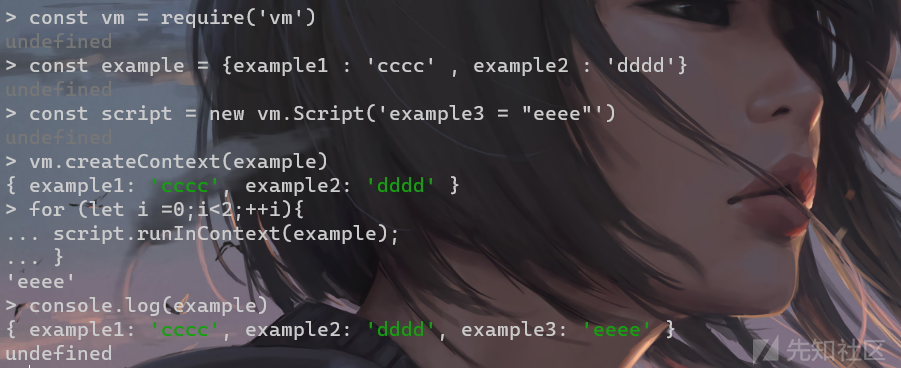 > const vm = require('vm')
undefined
> const example = {example1 : 'cccc' , example2 : 'dddd'}
undefined
> const script = new vm.Script('example3 = "eeee"')
undefined
> vm.createContext(example)
{ example1: 'cccc', example2: 'dddd' }
> for (let i =0;i<2;++i){
... script.runInContext(example);
... }
'eeee'
> console.log(example)
{ example1: 'cccc', example2: 'dddd', example3: 'eeee' }
undefined
先知社区